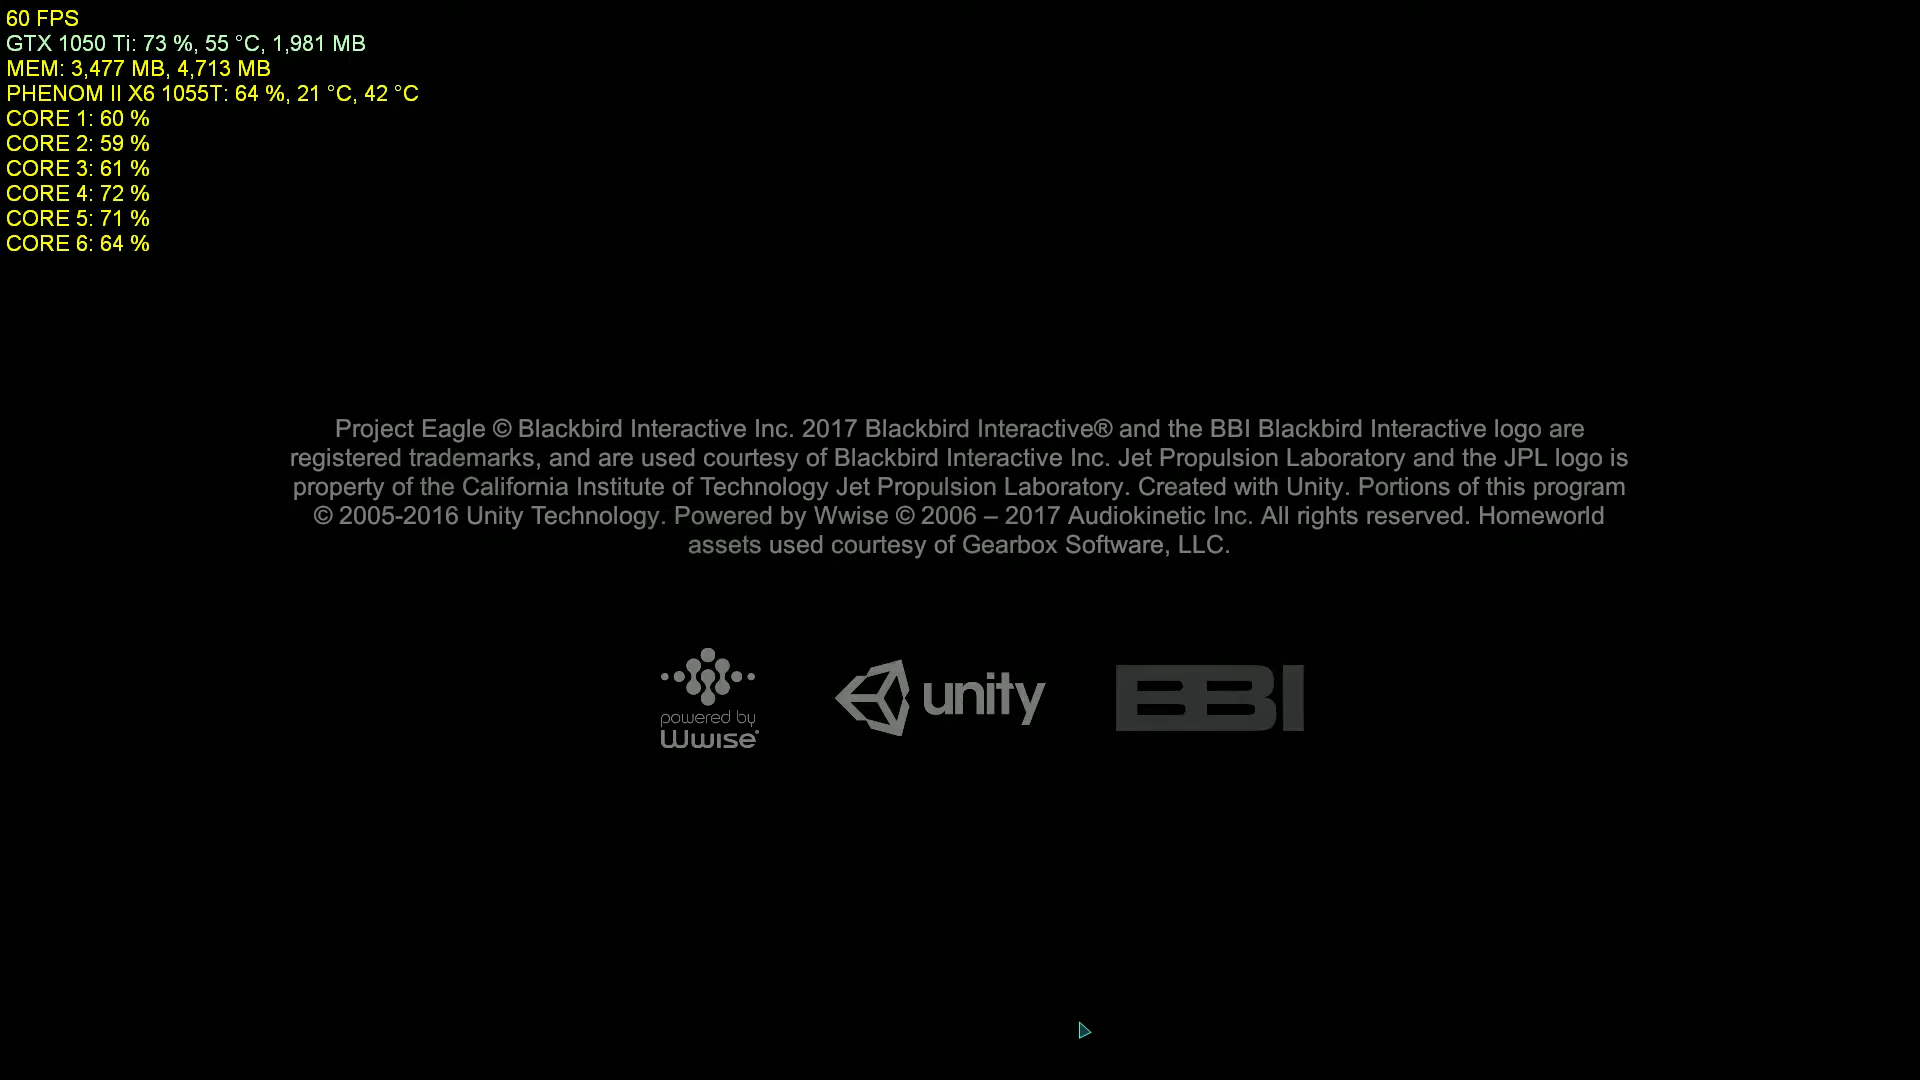 60 FPS
GTX 1050 Ti: 73 %, 55 °C, 1,981 MB
MEM: 3,477 MB, 4,713 MB
PHENOM II X6 1055T: 64 %, 21 °C, 42 °C
CORE 1: 60 %
CORE 2: 59 %
CORE 3: 61 %
CORE 4: 72 %
CORE 5: 71 %
CORE 6: 64 %
Project Eagle © Blackbird Interactive Inc. 2017 Blackbird Interactive® and the BBI Blackbird Interactive logo are
registered trademarks, and are used courtesy of Blackbird Interactive Inc. Jet Propulsion Laboratory and the JPL logo is
property of the California Institute of Technology Jet Propulsion Laboratory. Created with Unity. Portions of this program
© 2005-2016 Unity Technology. Powered by Wwise © 2006 – 2017 Audiokinetic Inc. All rights reserved. Homeworld
assets used courtesy of Gearbox Software, LLC.
powered by
Wwise
unity
BBI